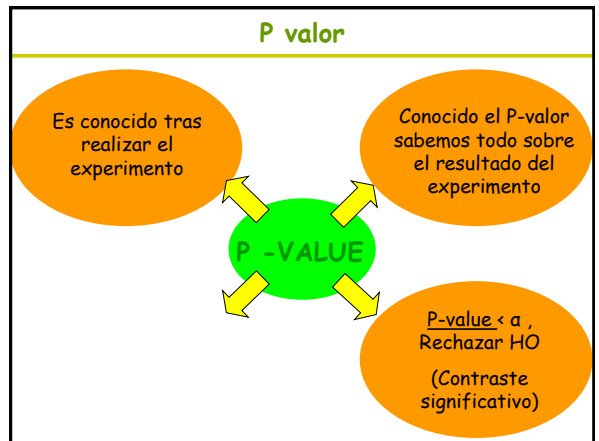 P valor
Es conocido tras
realizar el
experimento
Conocido el P-valor
sabemos todo sobre
el resultado del
experimento
P -VALUE
P-value < α ,
Rechazar HO
(Contraste
significativo)